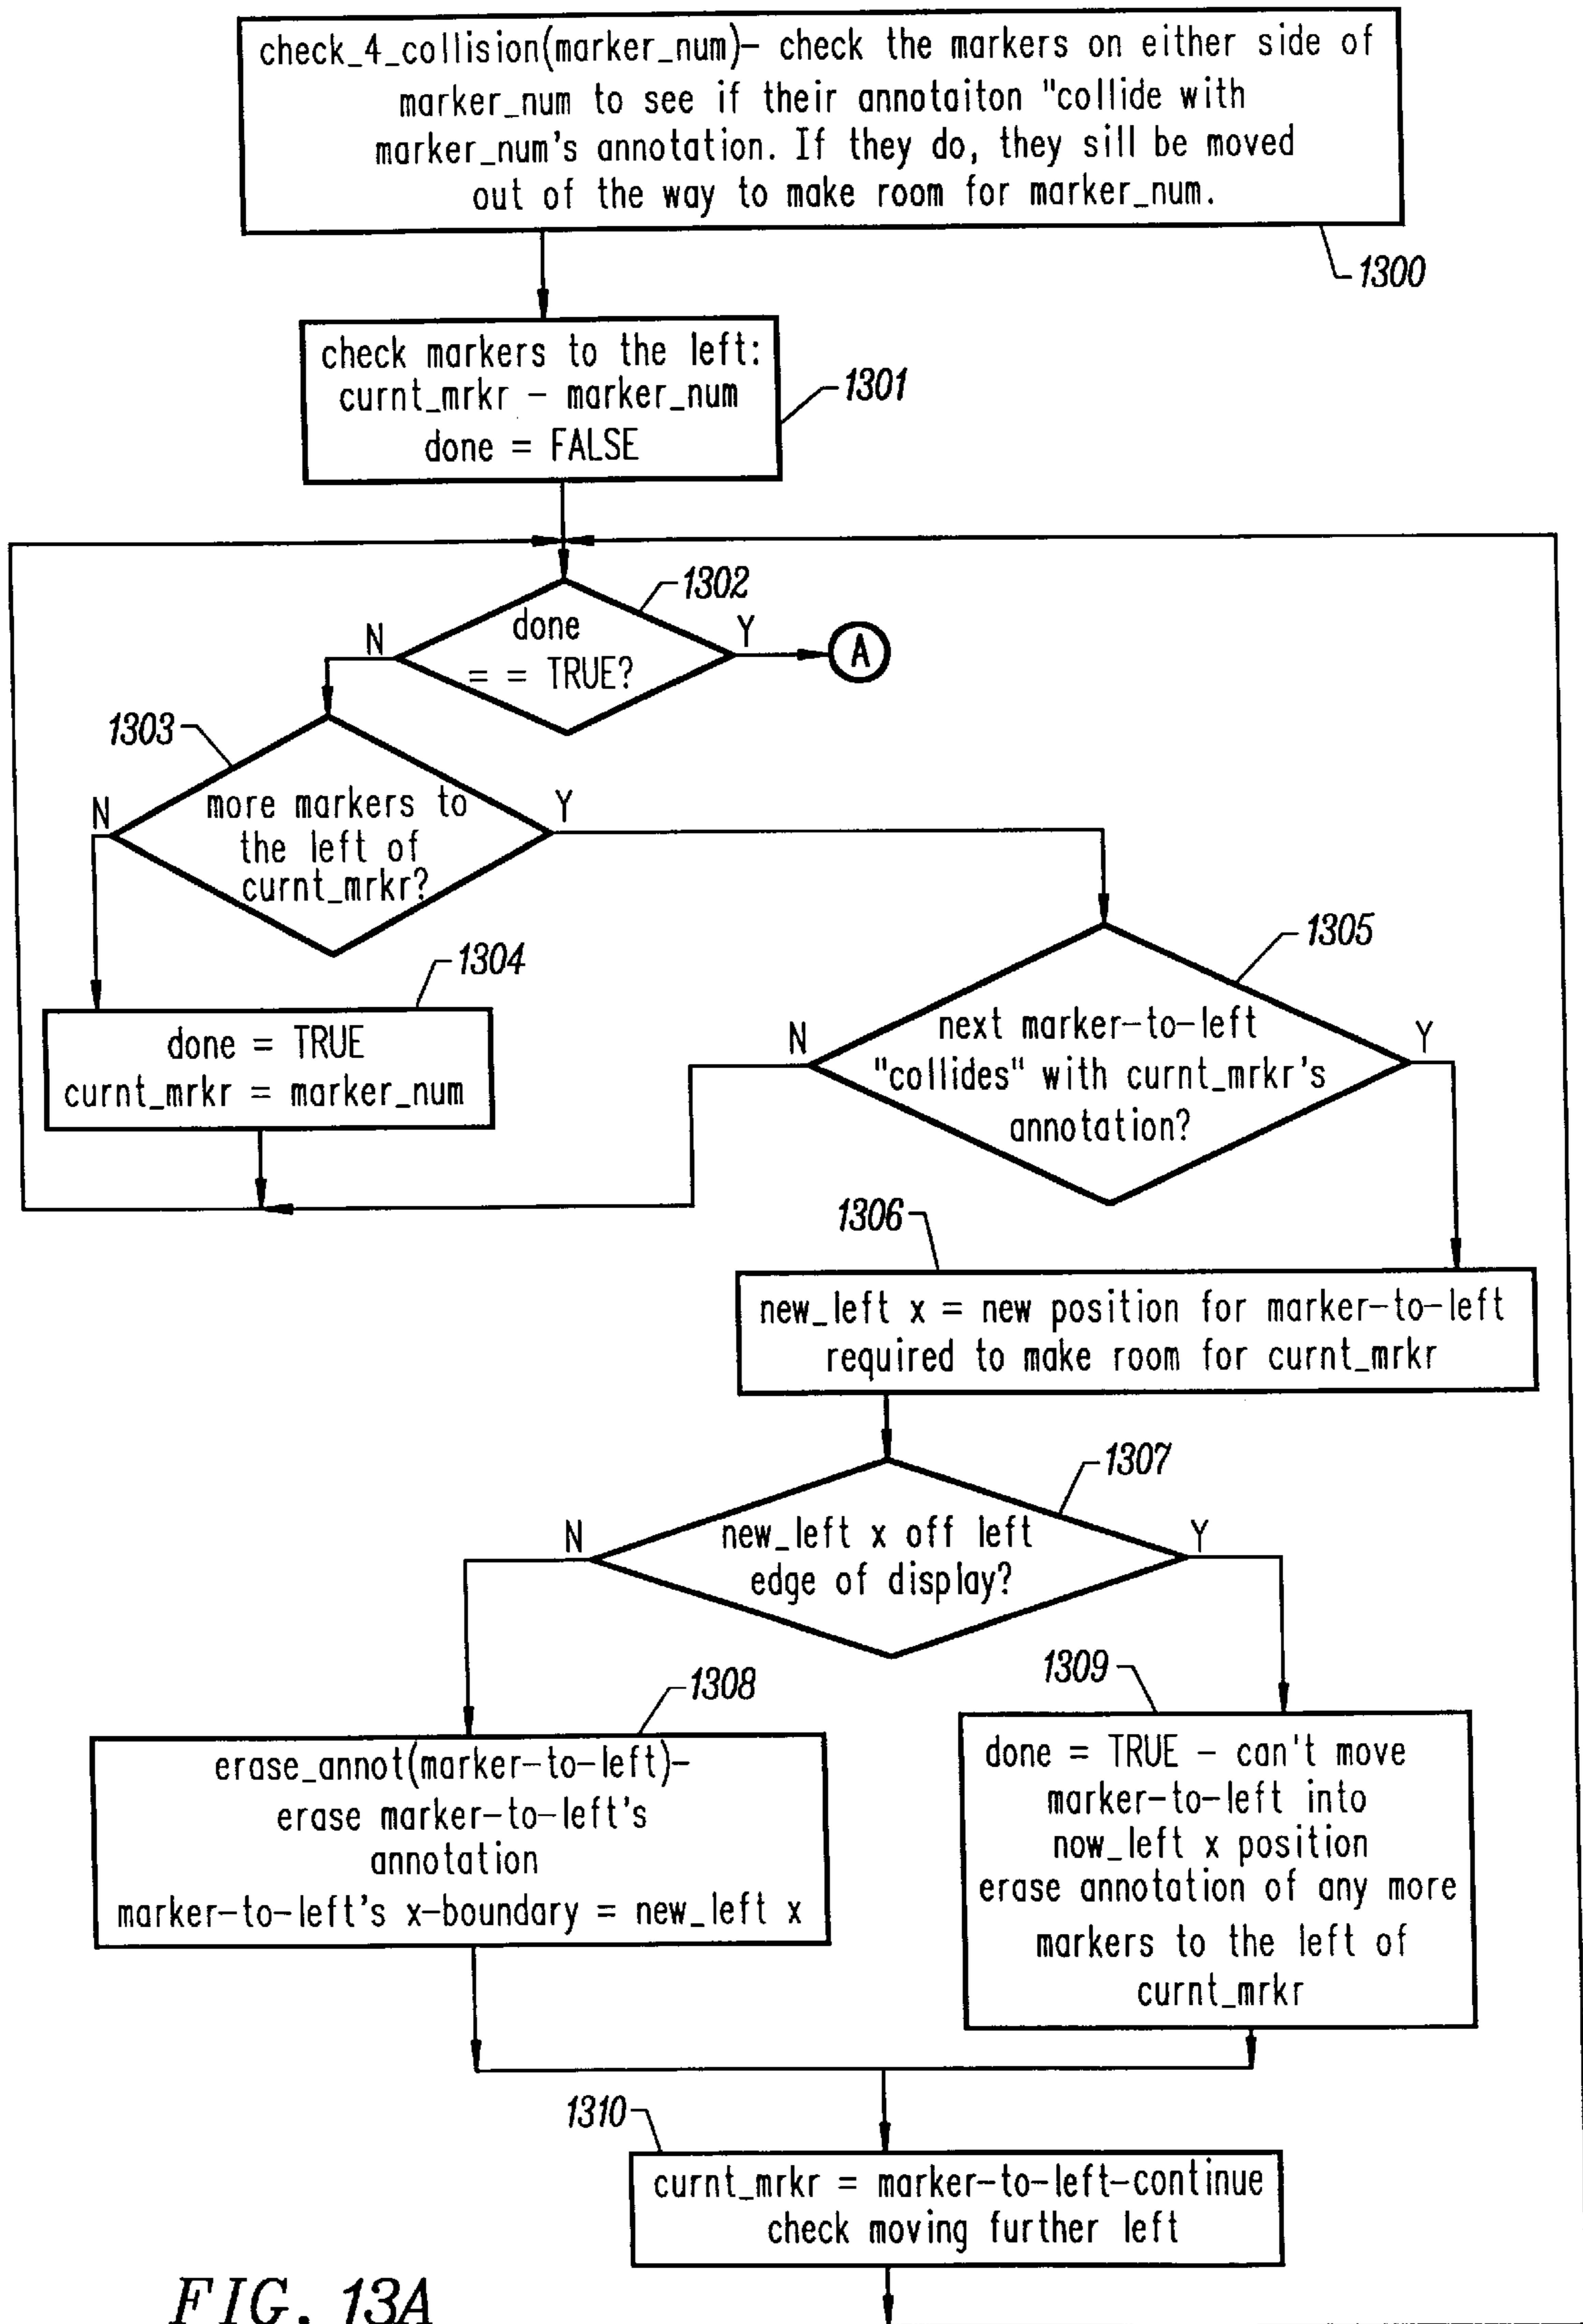 check_4_collision(marker_num)- check the markers on either side of
marker_num to see if their annotaiton "collide with
marker_num's annotation. If they do, they sill be moved
out of the way to make room for marker_num.
1300
check markers to the left:
curnt_mrkr - marker_num
done = FALSE
1301
1302
done
= = TRUE?
N
Y
A
1303
more markers to
the left of
curnt_mrkr?
N
Y
1304
done = TRUE
curnt_mrkr = marker_num
1305
next marker-to-left
"collides" with curnt_mrkr's
annotation?
N
Y
1306
new_left x = new position for marker-to-left
required to make room for curnt_mrkr
1307
new_left x off left
edge of display?
N
Y
1308
erase_annot(marker-to-left)-
erase marker-to-left's
annotation
marker-to-left's x-boundary = new_left x
1309
done = TRUE - can't move
marker-to-left into
now_left x position
erase annotation of any more
markers to the left of
curnt_mrkr
1310
curnt_mrkr = marker-to-left-continue
check moving further left
FIG. 13A